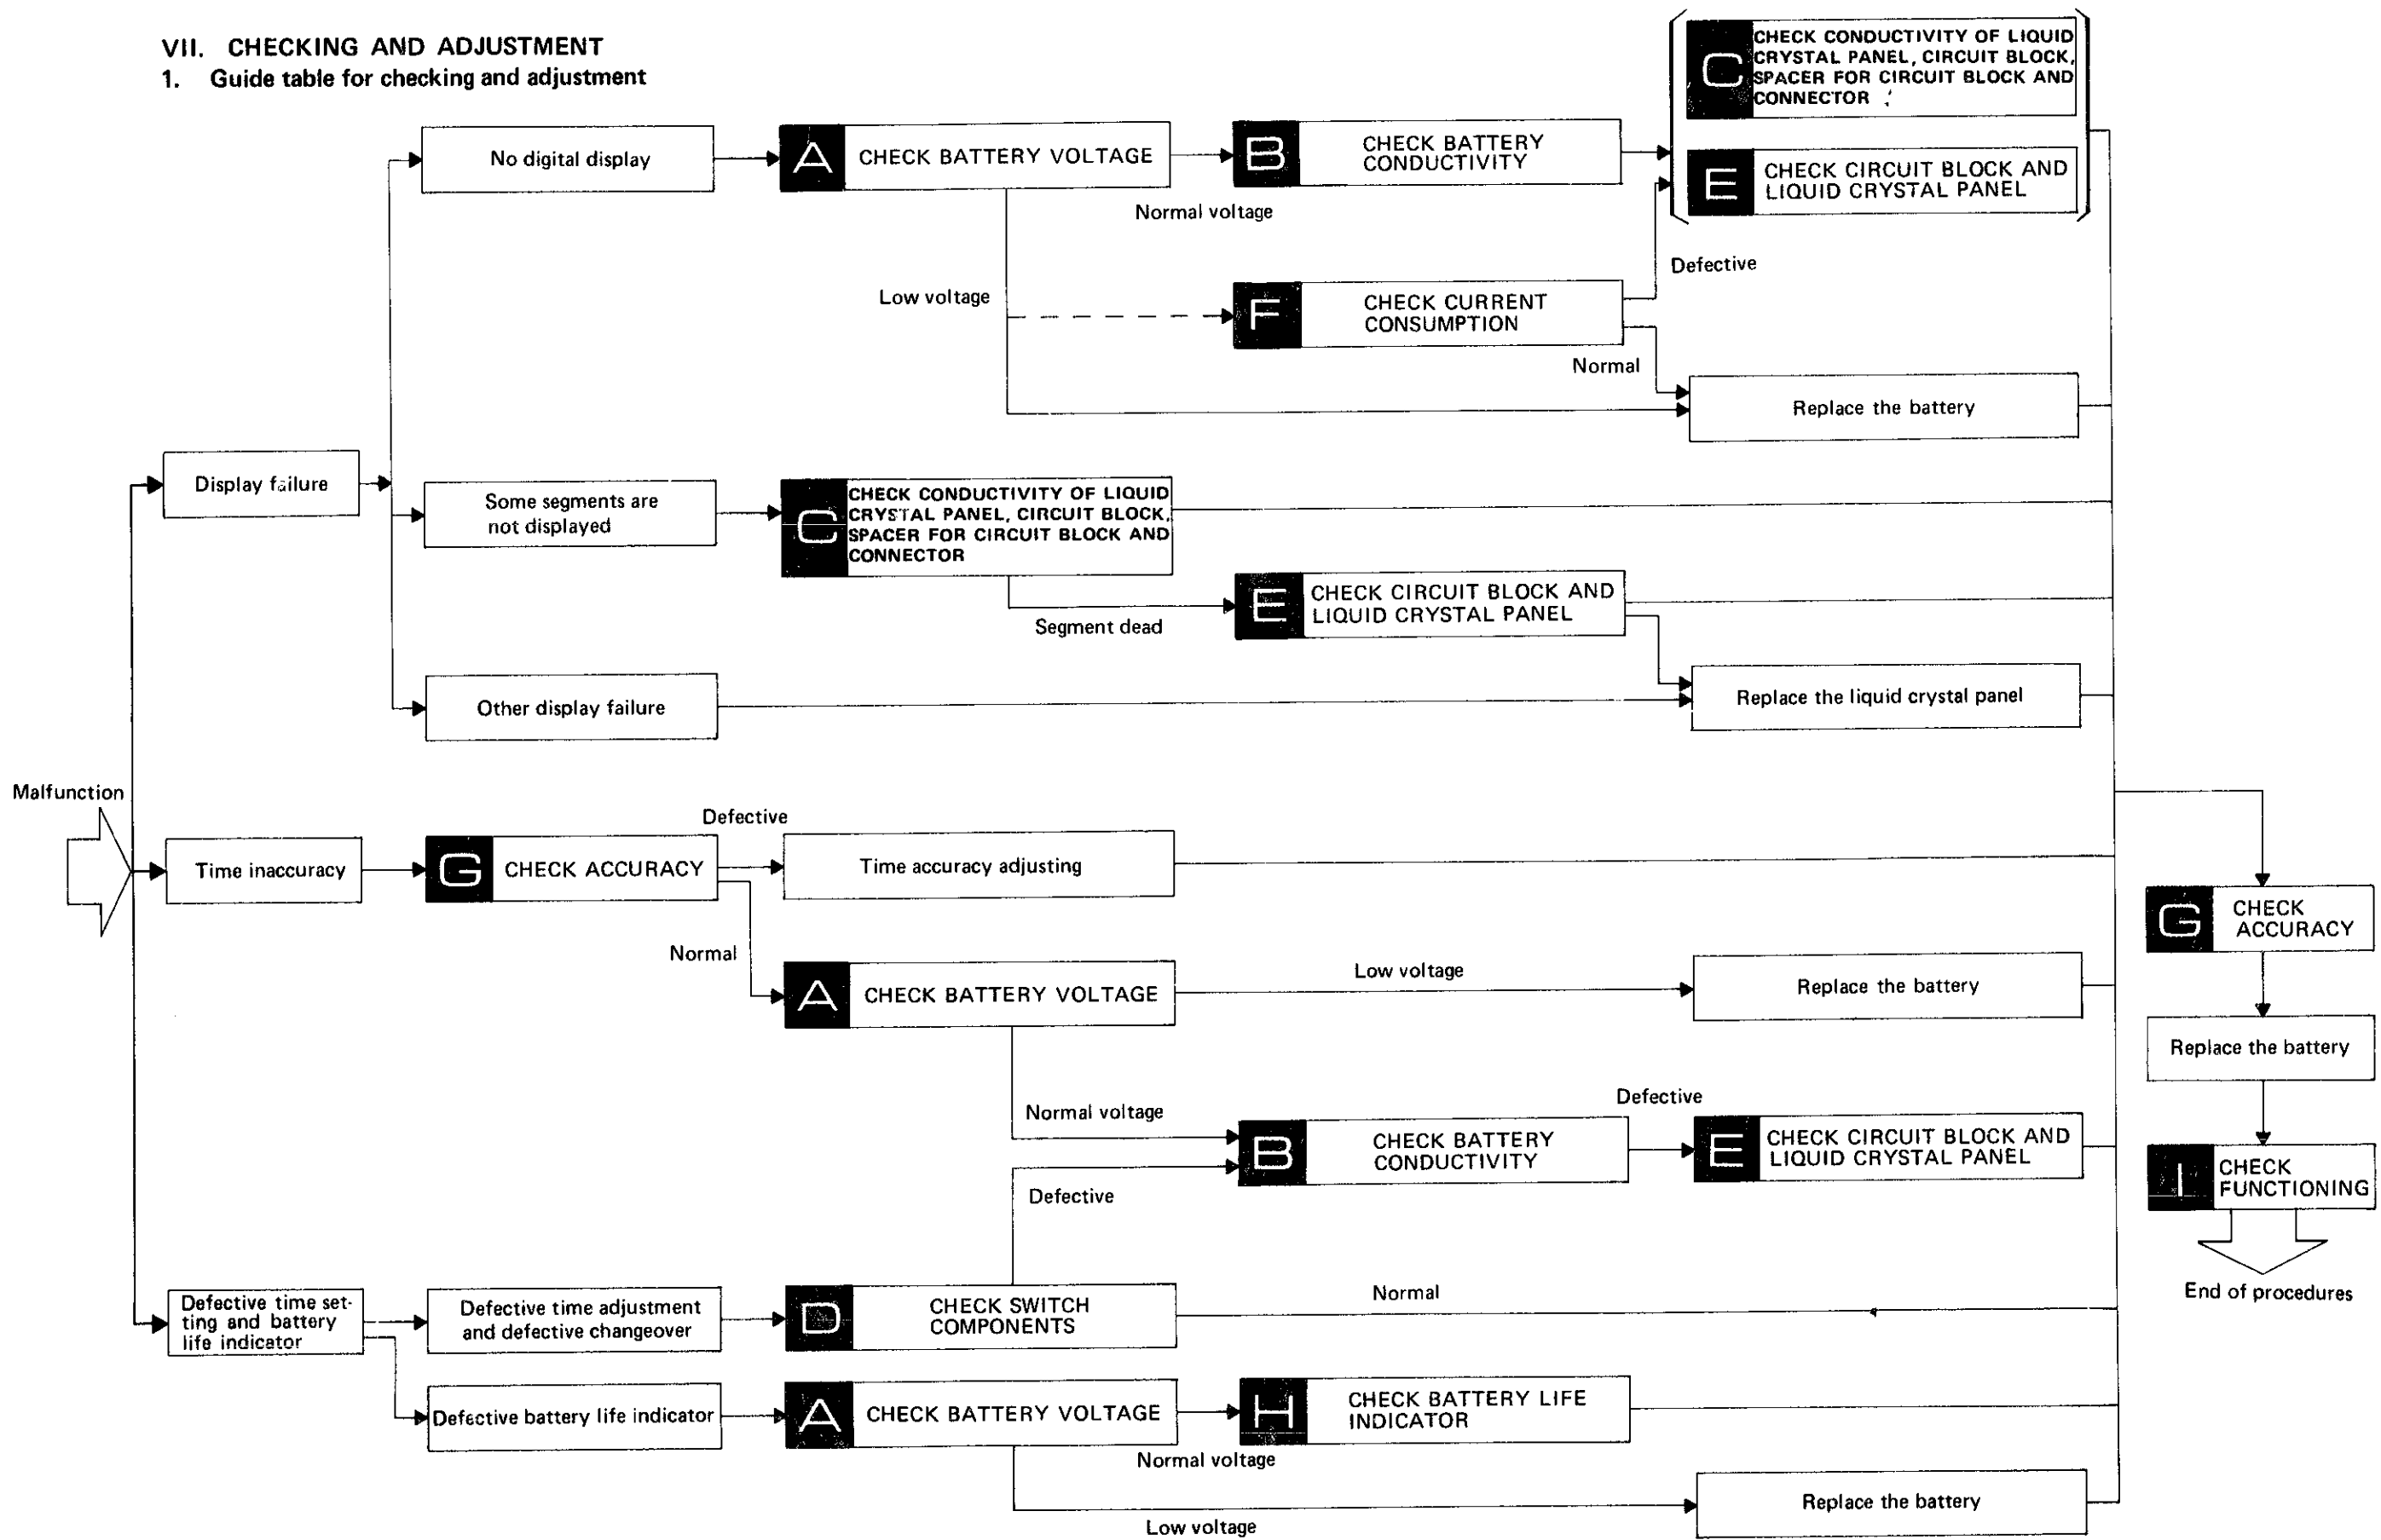 VII. CHECKING AND ADJUSTMENT
1. Guide table for checking and adjustment
C
CHECK CONDUCTIVITY OF LIQUID
CRYSTAL PANEL, CIRCUIT BLOCK,
SPACER FOR CIRCUIT BLOCK AND
CONNECTOR
No digital display
A
CHECK BATTERY VOLTAGE
B
CHECK BATTERY
CONDUCTIVITY
E
CHECK CIRCUIT BLOCK AND
LIQUID CRYSTAL PANEL
Normal voltage
Defective
Low voltage
F
CHECK CURRENT
CONSUMPTION
Normal
Replace the battery
Display failure
Some segments are
not displayed
C
CHECK CONDUCTIVITY OF LIQUID
CRYSTAL PANEL, CIRCUIT BLOCK,
SPACER FOR CIRCUIT BLOCK AND
CONNECTOR
E
CHECK CIRCUIT BLOCK AND
LIQUID CRYSTAL PANEL
Segment dead
Other display failure
Replace the liquid crystal panel
Malfunction
Defective
Time inaccuracy
G
CHECK ACCURACY
Time accuracy adjusting
G
CHECK
ACCURACY
Normal
A
CHECK BATTERY VOLTAGE
Low voltage
Replace the battery
Replace the battery
Normal voltage
Defective
B
CHECK BATTERY
CONDUCTIVITY
E
CHECK CIRCUIT BLOCK AND
LIQUID CRYSTAL PANEL
I
CHECK
FUNCTIONING
Defective
End of procedures
Defective time set-
ting and battery
life indicator
Defective time adjustment
and defective changeover
D
CHECK SWITCH
COMPONENTS
Normal
Defective battery life indicator
A
CHECK BATTERY VOLTAGE
H
CHECK BATTERY LIFE
INDICATOR
Normal voltage
Low voltage
Replace the battery